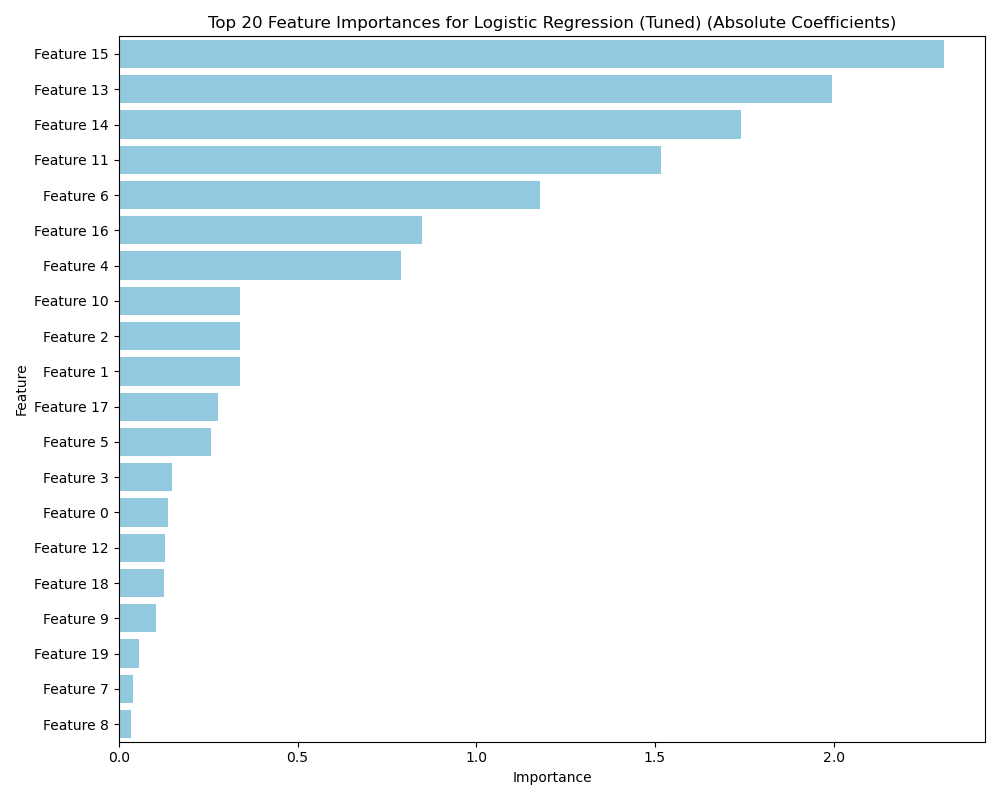 Top 20 Feature Importances for Logistic Regression (Tuned) (Absolute Coefficients)
Feature 15
Feature 13
Feature 14
Feature 11
Feature 6
Feature 16
Feature 4
Feature 10
Feature 2
Feature 1
Feature 17
Feature 5
Feature 3
Feature 0
Feature 12
Feature 18
Feature 9
Feature 19
Feature 7
Feature 8
Feature
0.0 0.5 1.0 1.5 2.0
Importance